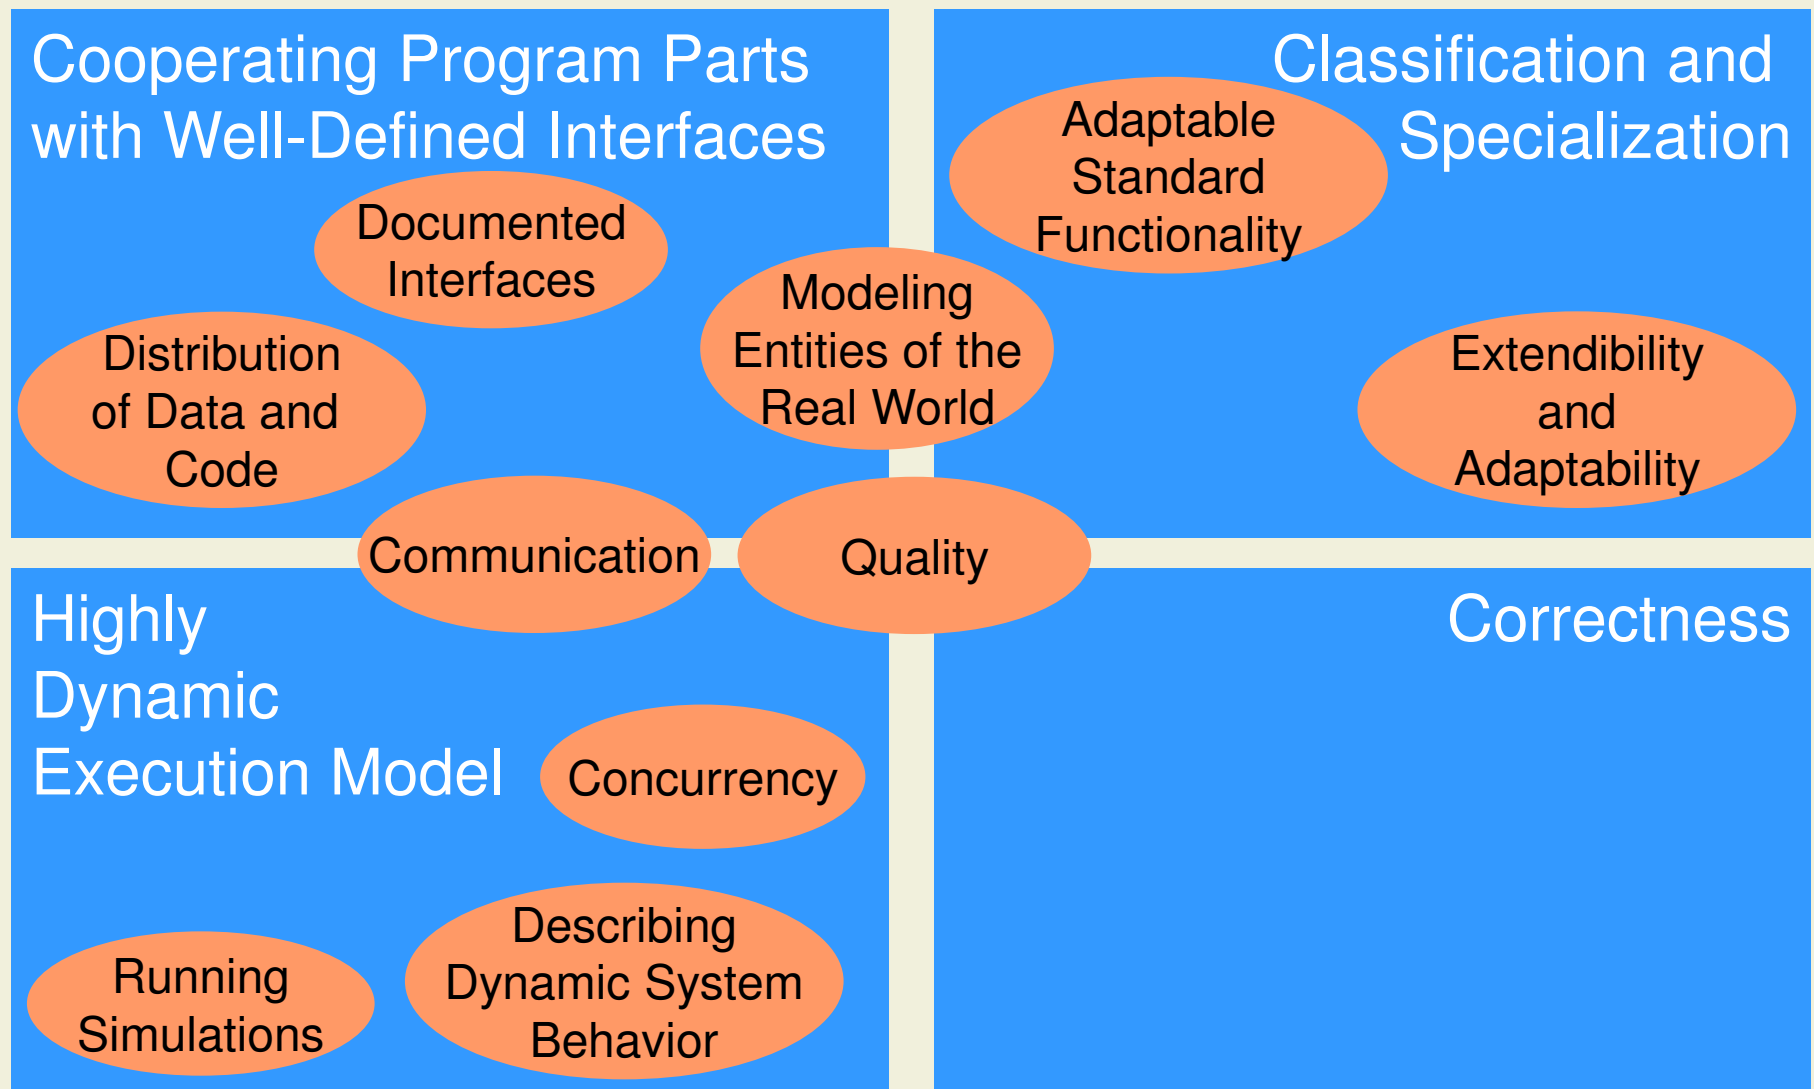 Cooperating Program Parts
with Well-Defined Interfaces
Documented
Interfaces
Distribution
of Data and
Code
Modeling
Entities of the
Real World
Classification and
Specialization
Adaptable
Standard
Functionality
Extendibility
and
Adaptability
Communication
Quality
Highly
Dynamic
Execution Model
Concurrency
Running
Simulations
Describing
Dynamic System
Behavior
Correctness